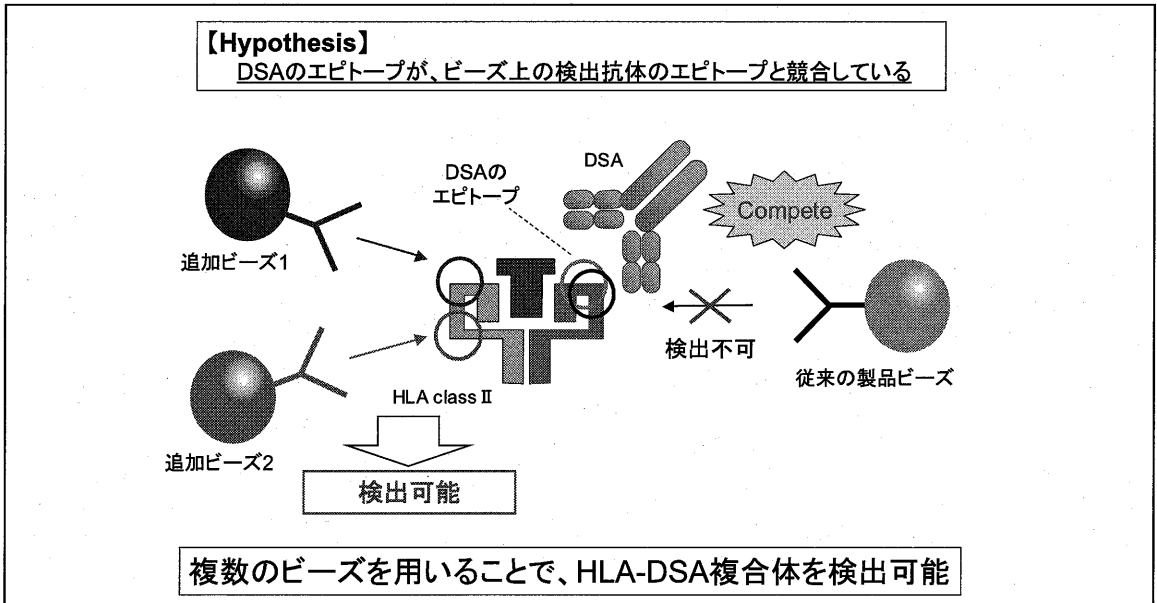 【Hypothesis】
DSAのエピトープが、ビーズ上の検出抗体のエピトープと競合している
DSAの
エピトープ
DSA
Compete
追加ビーズ1
検出不可
従来の製品ビーズ
HLA class Ⅱ
追加ビーズ2
検出可能
複数のビーズを用いることで、HLA-DSA複合体を検出可能